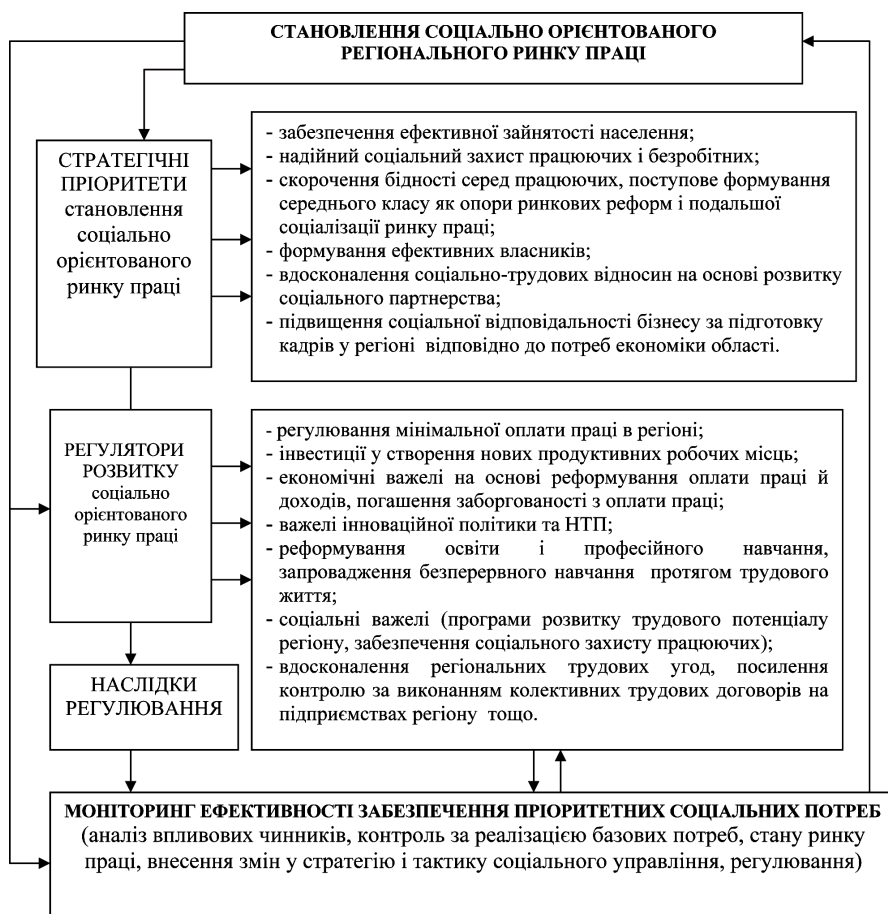 СТАНОВЛЕННЯ СОЦІАЛЬНО ОРІЄНТОВАНОГО
РЕГІОНАЛЬНОГО РИНКУ ПРАЦІ
СТРАТЕГІЧНІ
ПРІОРИТЕТИ
становлення
соціально
орієнтованого
ринку праці
- забезпечення ефективної зайнятості населення;
- надійний соціальний захист працюючих і безробітних;
- скорочення бідності серед працюючих, поступове формування
середнього класу як опори ринкових реформ і подальшої
соціалізації ринку праці;
- формування ефективних власників;
- вдосконалення соціально-трудових відносин на основі розвитку
соціального партнерства;
- підвищення соціальної відповідальності бізнесу за підготовку
кадрів у регіоні відповідно до потреб економіки області.
РЕГУЛЯТОРИ
РОЗВИТКУ
соціально
орієнтованого
ринку праці
- регулювання мінімальної оплати праці в регіоні;
- інвестиції у створення нових продуктивних робочих місць;
- економічні важелі на основі реформування оплати праці й
доходів, погашення заборгованості з оплати праці;
- важелі інноваційної політики та НТП;
- реформування освіти і професійного навчання,
запровадження безперервного навчання протягом трудового
життя;
- соціальні важелі (програми розвитку трудового потенціалу
регіону, забезпечення соціального захисту працюючих);
- вдосконалення регіональних трудових угод, посилення
контролю за виконанням колективних трудових договорів на
підприємствах регіону тощо.
НАСЛІДКИ
РЕГУЛЮВАННЯ
МОНІТОРИНГ ЕФЕКТИВНОСТІ ЗАБЕЗПЕЧЕННЯ ПРІОРИТЕТНИХ СОЦІАЛЬНИХ ПОТРЕБ
(аналіз впливових чинників, контроль за реалізацією базових потреб, стану ринку
праці, внесення змін у стратегію і тактику соціального управління, регулювання)